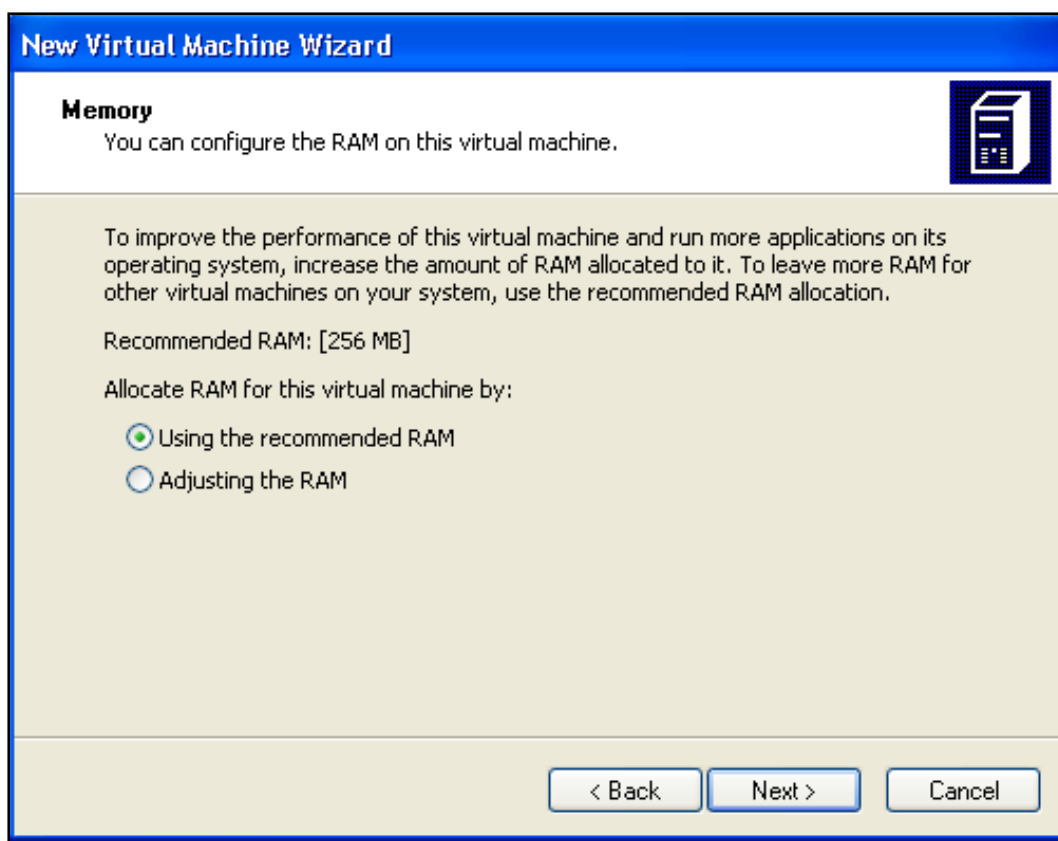 New Virtual Machine Wizard
Memory
You can configure the RAM on this virtual machine.
To improve the performance of this virtual machine and run more applications on its
operating system, increase the amount of RAM allocated to it. To leave more RAM for
other virtual machines on your system, use the recommended RAM allocation.
Recommended RAM: [256 MB]
Allocate RAM for this virtual machine by:
Using the recommended RAM
Adjusting the RAM
< Back Next > Cancel